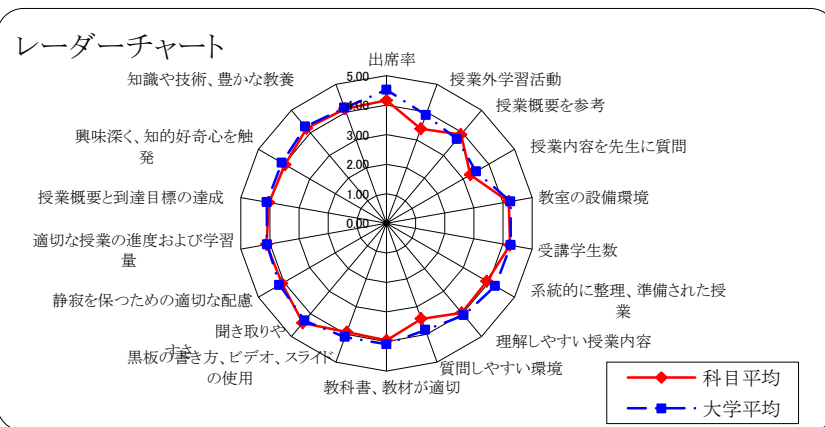 レーダーチャート
出席率
授業外学習活動
授業概要を参考
授業内容を先生に質問
教室の設備環境
受講学生数
系統的に整理、準備された授
業
理解しやすい授業内容
質問しやすい環境
教科書、教材が適切
黒板の書き方、ビデオ、スライド
の使用
聞き取りや
すさ
静寂を保つための適切な配慮
適切な授業の進度および学習
量
授業概要と到達目標の達成
興味深く、知的好奇心を触
発
知識や技術、豊かな教養
5.00
4.00
3.00
2.00
1.00
0.00
科目平均
大学平均